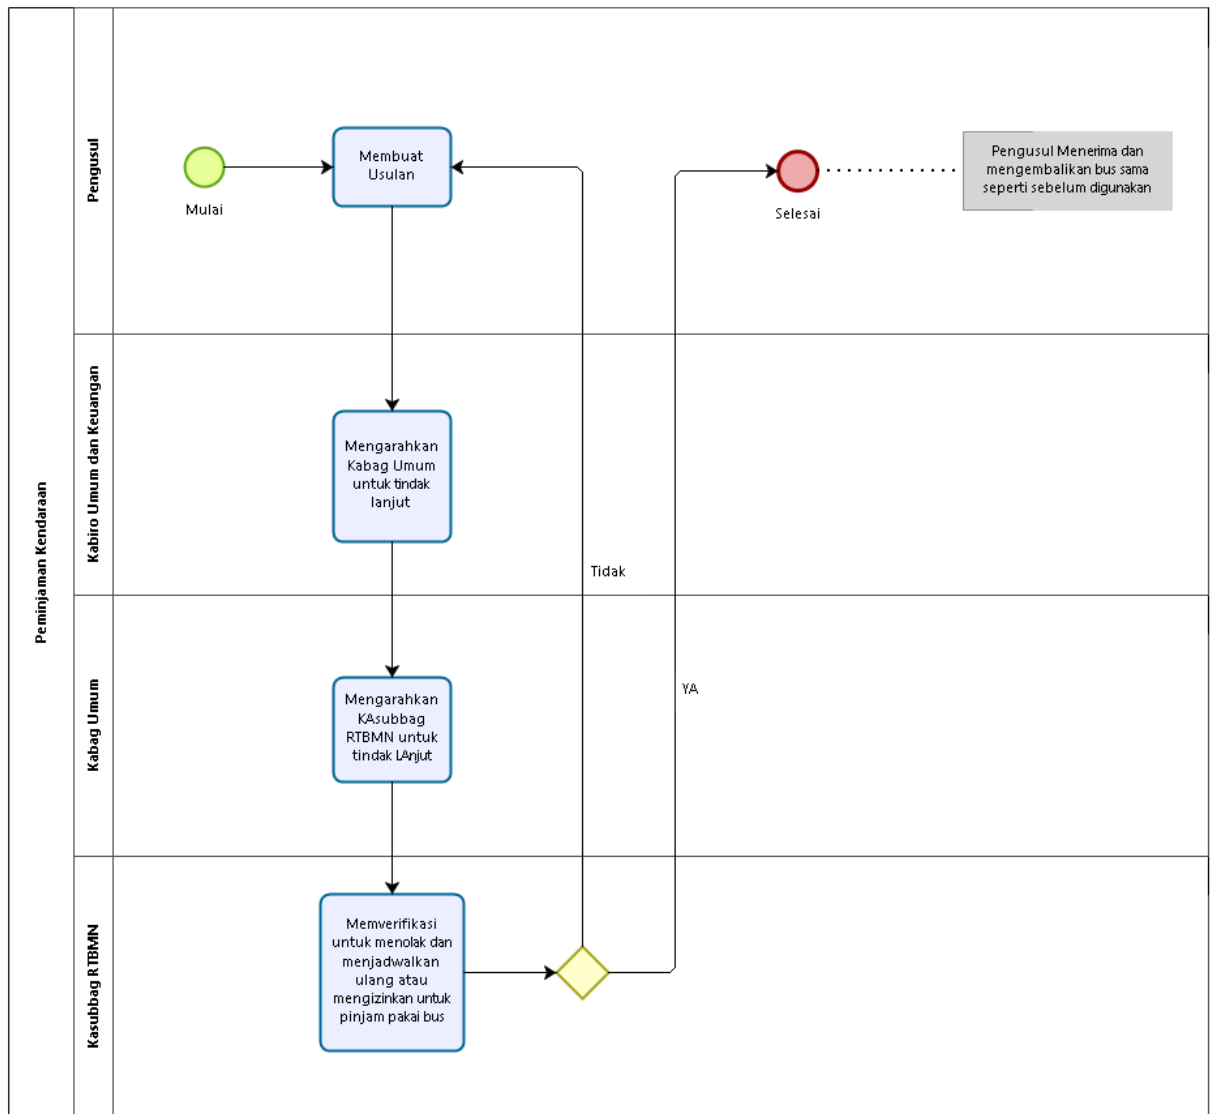 Peminjaman Kendaraan
Pengusul
Mulai
Membuat
Usulan
Selesai
Pengusul Menerima dan
mengembalikan bus sama
seperti sebelum digunakan
Kabiro Umum dan Keuangan
Mengarahkan
Kabag Umum
untuk tindak
lanjut
Tidak
Kabag Umum
Mengarahkan
KAsubbag
RTBMN untuk
tindak LAnjut
YA
Kasubbag RTBMN
Memverifikasi
untuk menolak dan
menjadwalkan
ulang atau
mengizinkan untuk
pinjam pakai bus